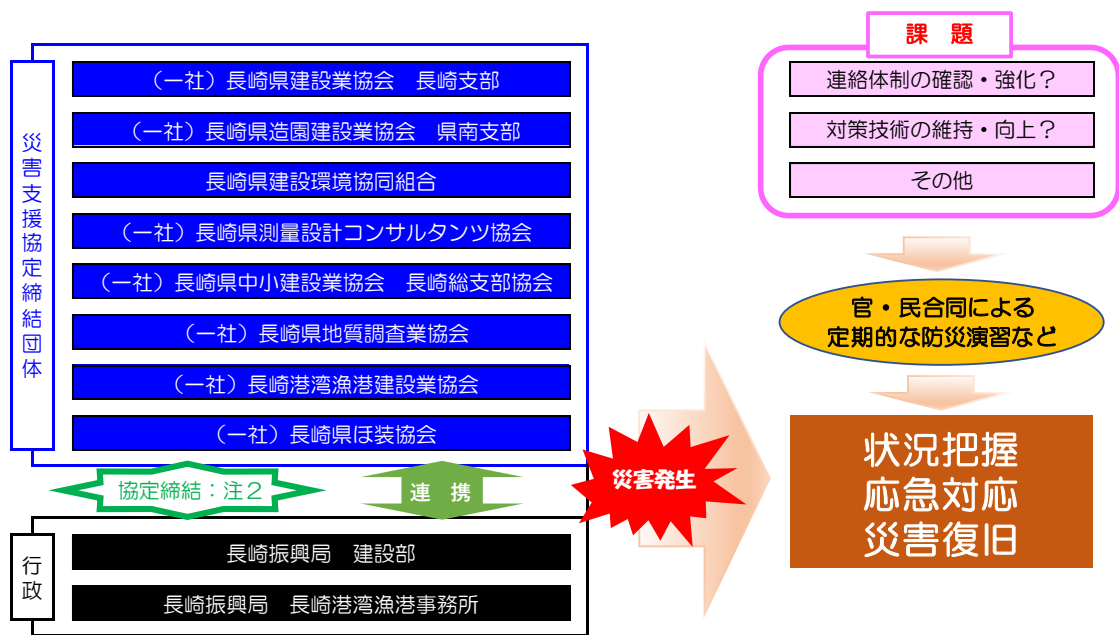 災害支援協定締結団体
（一社）長崎県建設業協会　長崎支部
（一社）長崎県造園建設業協会　県南支部
長崎県建設環境協同組合
（一社）長崎県測量設計コンサルタンツ協会
（一社）長崎県中小建設業協会　長崎総支部協会
（一社）長崎県地質調査業協会
（一社）長崎港湾漁港建設業協会
（一社）長崎県ほ装協会
協定締結：注２
連　携
行政
長崎振興局　建設部
長崎振興局　長崎港湾漁港事務所
災害発生
課　題
連絡体制の確認・強化？
対策技術の維持・向上？
その他
官・民合同による
定期的な防災演習など
状況把握
応急対応
災害復旧